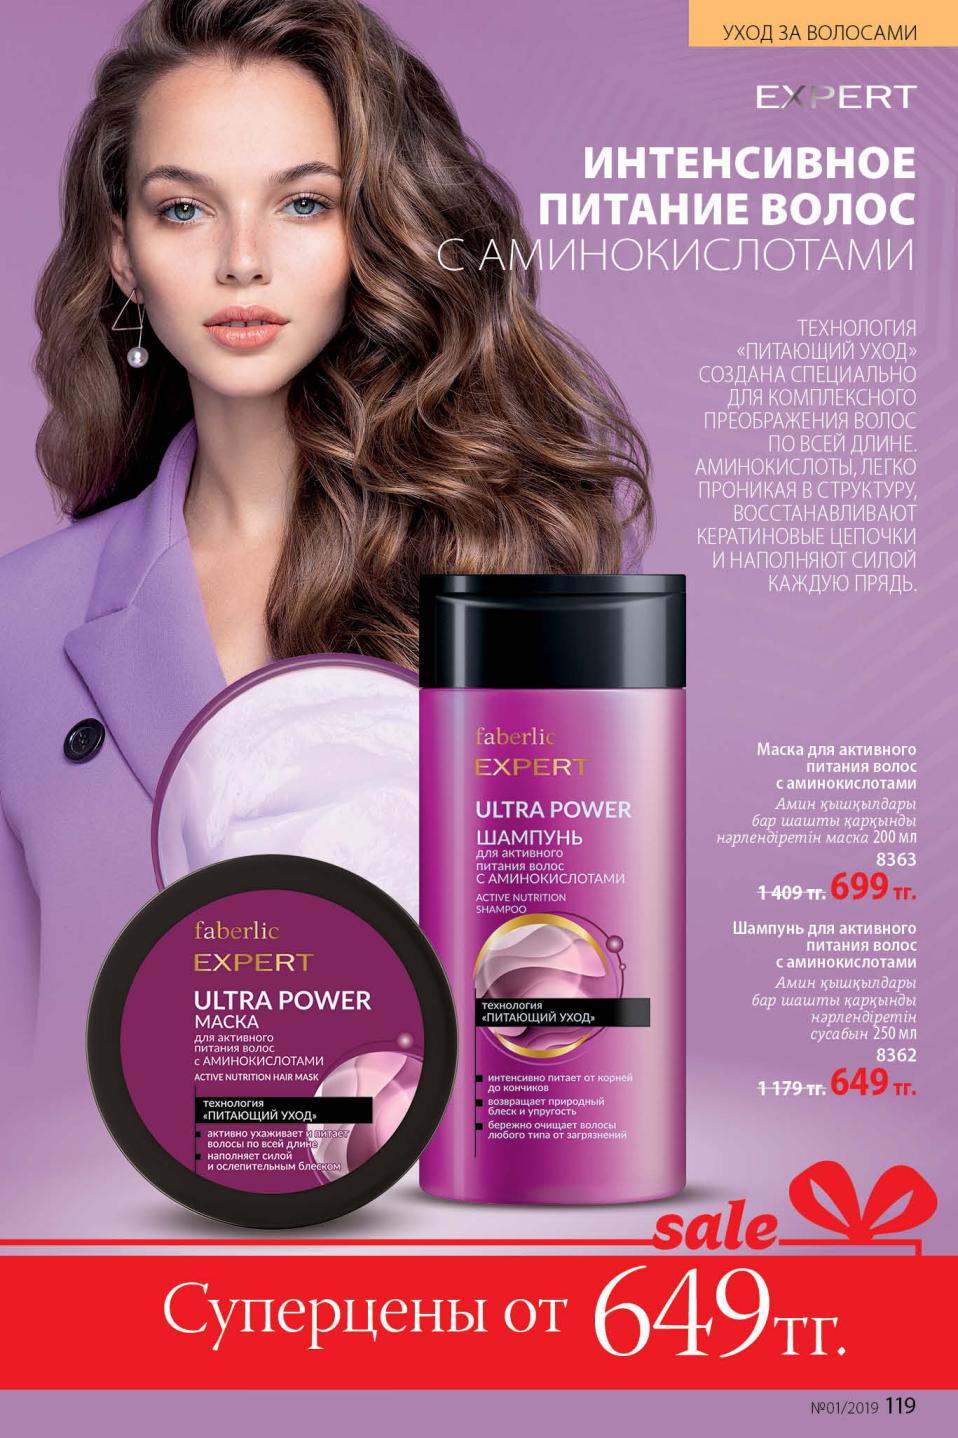 УХОД ЗА ВОЛОСАМИ
EXPERT
ИНТЕНСИВНОЕ
ПИТАНИЕ ВОЛОС
С АМИНОКИСЛОТАМИ
ТЕХНОЛОГИЯ
«ПИТАЮЩИЙ УХОД»
СОЗДАНА СПЕЦИАЛЬНО
ДЛЯ КОМПЛЕКСНОГО
ПРЕОБРАЖЕНИЯ ВОЛОС
ПО ВСЕЙ ДЛИНЕ.
АМИНОКИСЛОТЫ, ЛЕГКО
ПРОНИКАЯ В СТРУКТУРУ,
ВОССТАНАВЛИВАЮТ
КЕРАТИНОВЫЕ ЦЕПОЧКИ
И НАПОЛНЯЮТ СИЛОЙ
КАЖДУЮ ПРЯДЬ.
faberlic
EXPERT
ULTRA POWER
ШАМПУНЬ
для активного
питания волос
С АМИНОКИСЛОТАМИ
ACTIVE NUTRITION
SHAMPOO
технология
«ПИТАЮЩИЙ УХОД»
интенсивно питает от корней
до кончиков
возвращает природный
блеск и упругость
бережно очищает волосы
любого типа от загрязнений
faberlic
EXPERT
ULTRA POWER
МАСКА
для активного
питания волос
с АМИНОКИСЛОТАМИ
ACTIVE NUTRITION HAIR MASK
технология
«ПИТАЮЩИЙ УХОД»
активно ухаживает и питает
волосы по всей длине
наполняет силой
и ослепительным блеском
Маска для активного
питания волос
с аминокислотами
Амин қышқылдары
бар шашты қарқынды
нәрлендіретін маска 200 мл
8363
1 409 тг. 699 тг.
Шампунь для активного
питания волос
с аминокислотами
Амин қышқылдары
бар шашты қарқынды
нәрлендіретін
сусабын 250 мл
8362
1 179 тг. 649 тг.
sale
Суперцены от 649 тг.
№01/2019 119